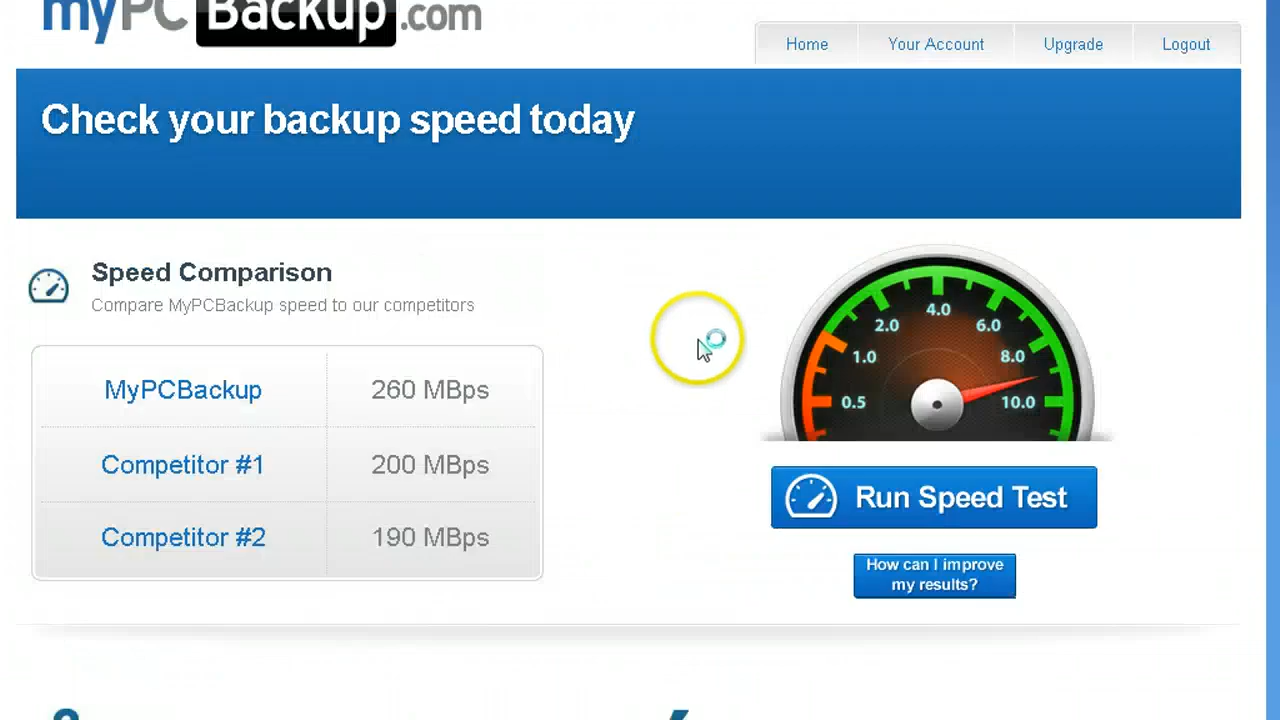 myPCBackup.com
Home Your Account Upgrade Logout
Check your backup speed today
Speed Comparison
Compare MyPCBackup speed to our competitors
MyPCBackup 260 MBps
Competitor #1 200 MBps
Competitor #2 190 MBps
0.5 1.0 2.0 4.0 6.0 8.0 10.0
Run Speed Test
How can I improve
my results?